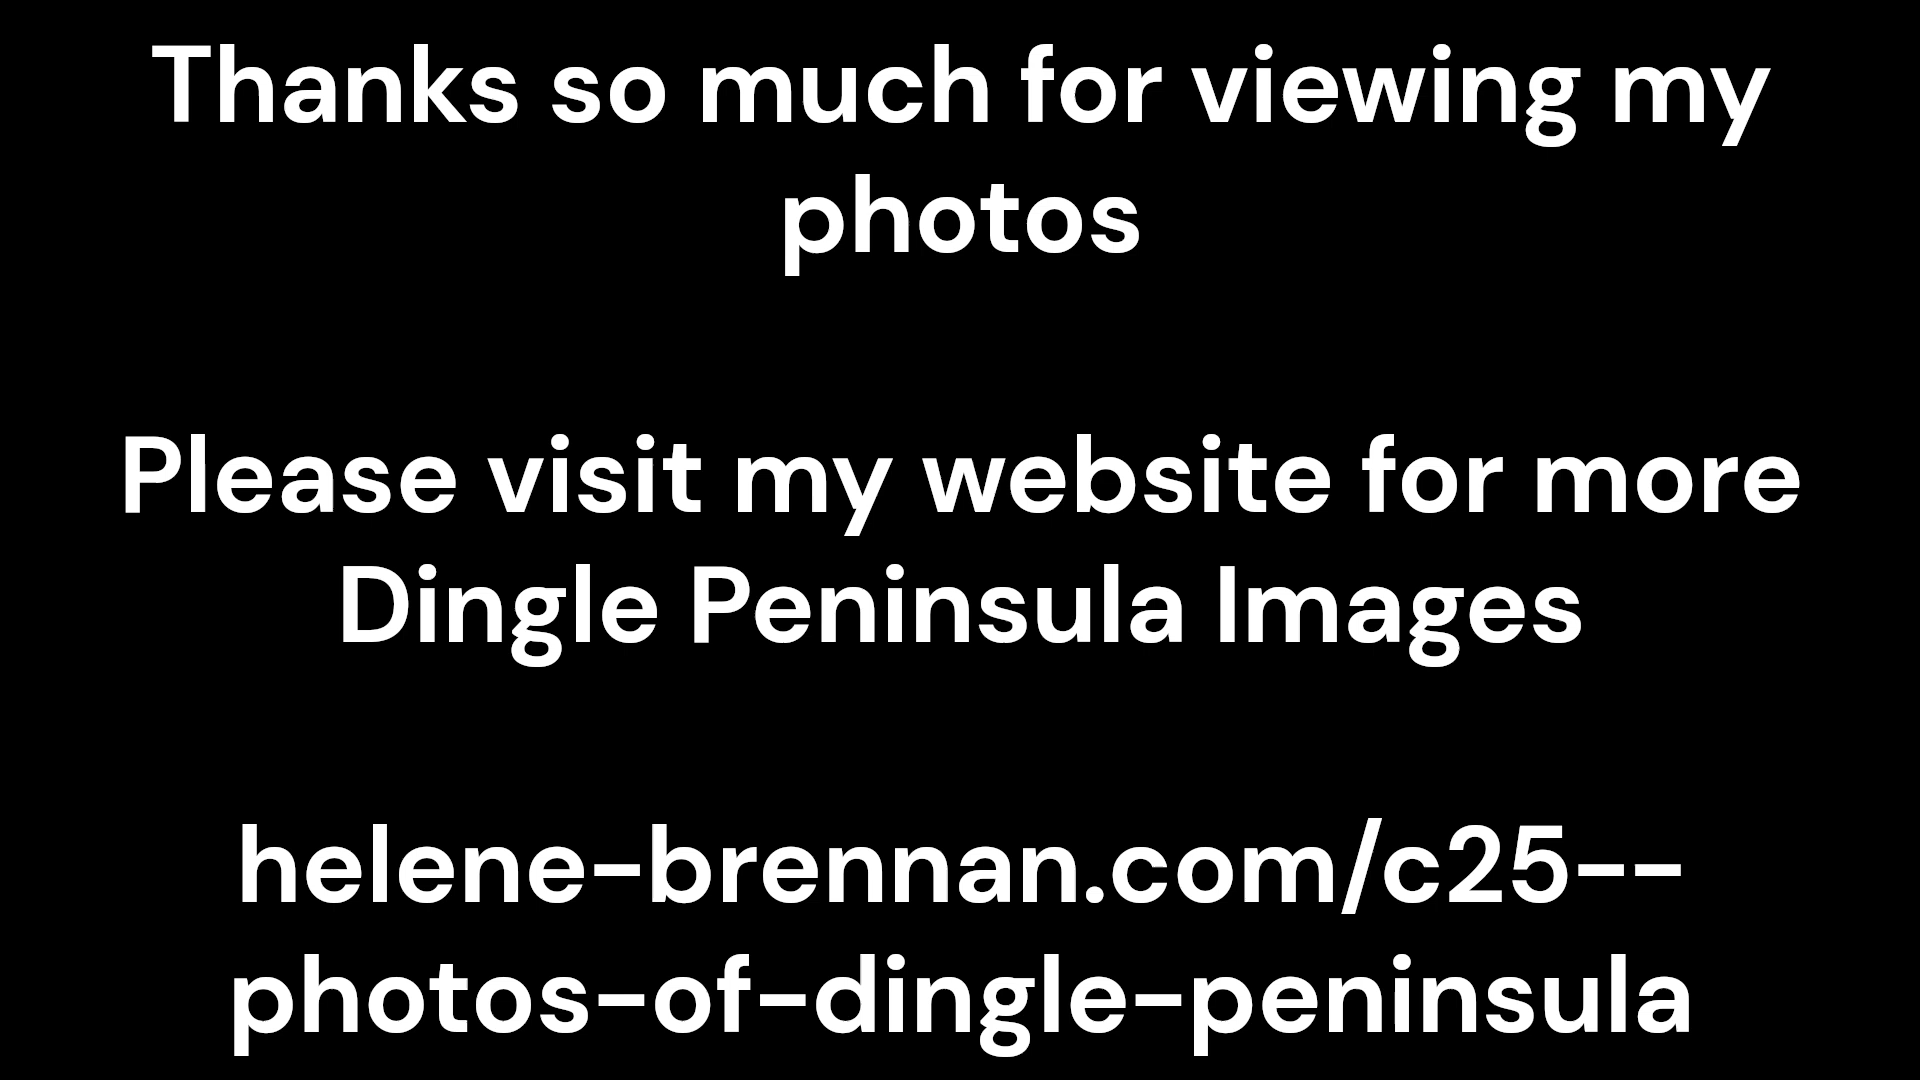 Thanks so much for viewing my
photos
Please visit my website for more
Dingle Peninsula Images
helene-brennan.com/c25--
photos-of-dingle-peninsula